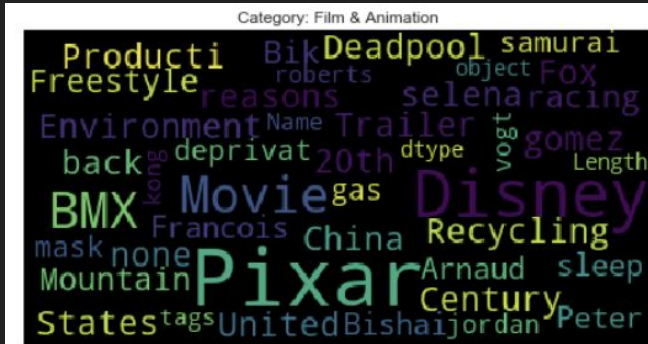 Category: Film & Animation
Producti Bik Deadpool samurai
Freestyle roberts object Fox
reasons selena racing
Environment Name Trailer vogt gomez
back kong deprivat 20th dtype Length
BMX Movie gas Disney
Francois China Recycling
mask none Pixar Arnaud sleep
Mountain Century
States tags United Bishai jordan Peter